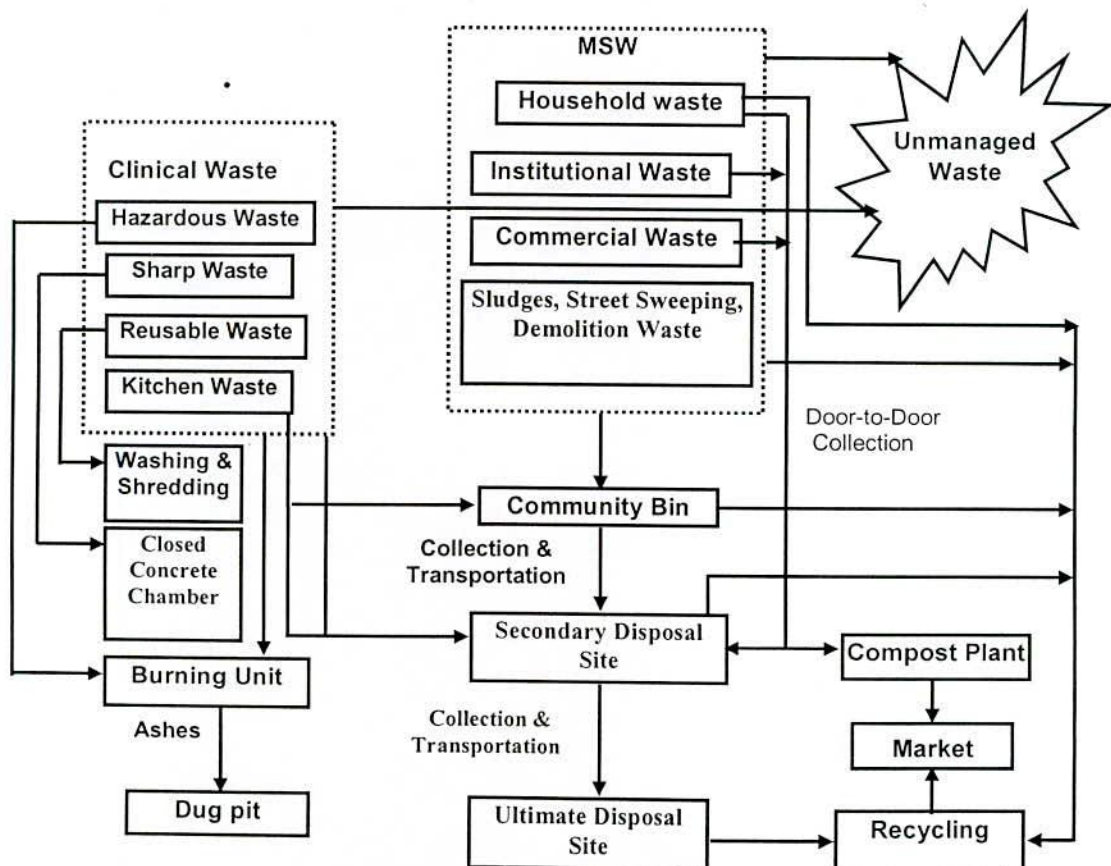 MSW
Household waste
Institutional Waste
Commercial Waste
Sludges, Street Sweeping,
Demolition Waste
Unmanaged
Waste
Clinical Waste
Hazardous Waste
Sharp Waste
Reusable Waste
Kitchen Waste
Washing &
Shredding
Closed
Concrete
Chamber
Burning Unit
Ashes
Dug pit
Door-to-Door
Collection
Community Bin
Collection &
Transportation
Secondary Disposal
Site
Collection &
Transportation
Ultimate Disposal
Site
Compost Plant
Market
Recycling